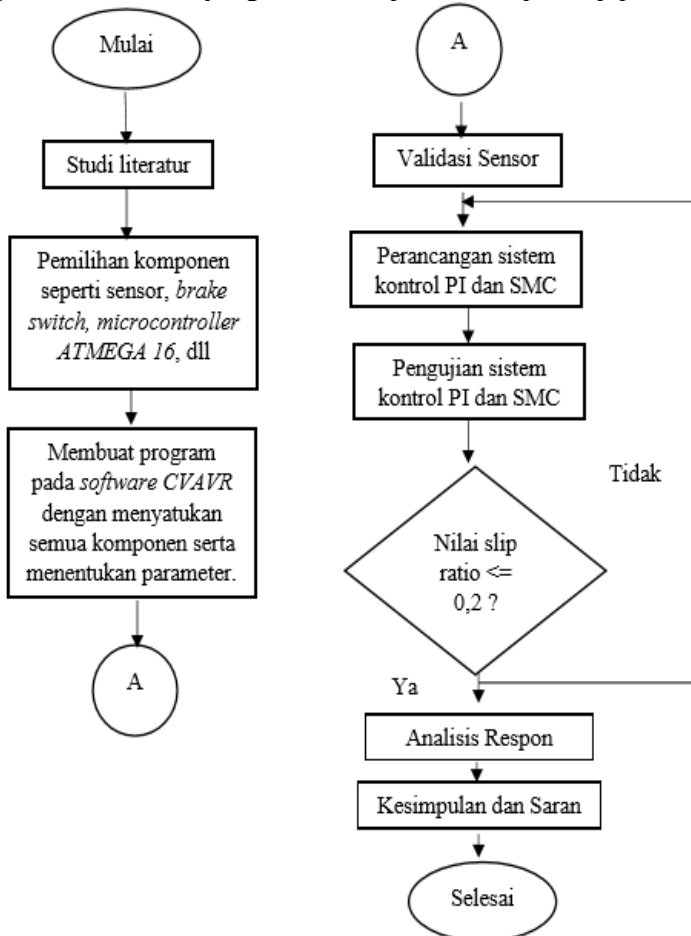 Mulai
Studi literatur
Pemilihan komponen
seperti sensor, brake
switch, microcontroller
ATMEGA 16, dll
Membuat program
pada software CVAVR
dengan menyatukan
semua komponen serta
menentukan parameter.
A
A
Validasi Sensor
Perancangan sistem
kontrol PI dan SMC
Pengujian sistem
kontrol PI dan SMC
Tidak
Nilai slip
ratio <=
0,2 ?
Ya
Analisis Respon
Kesimpulan dan Saran
Selesai